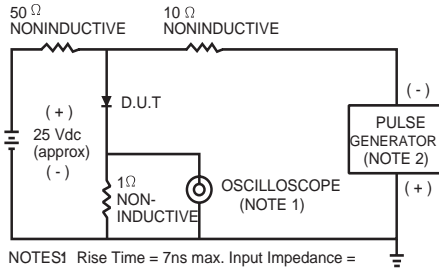 50 Ω
NONINDUCTIVE
10 Ω
NONINDUCTIVE
D.U.T
( + )
25 Vdc
(approx)
( - )
1Ω
NON-
INDUCTIVE
OSCILLOSCOPE
(NOTE 1)
( - )
PULSE
GENERATOR
(NOTE 2)
( + )
NOTES1 Rise Time = 7ns max. Input Impedance =